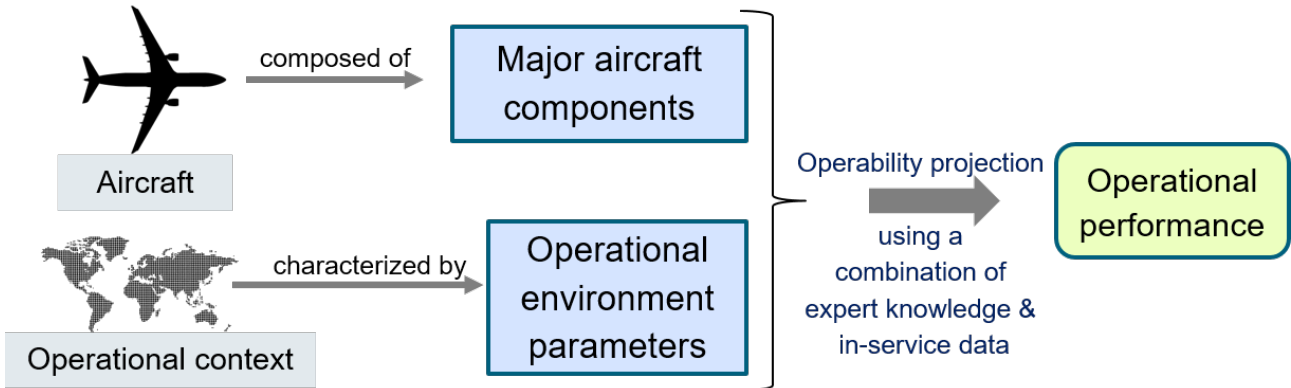 composed of
Major aircraft
components
Aircraft
Operational context
characterized by
Operational
environment
parameters
Operability projection
using a
combination of
expert knowledge &
in-service data
Operational
performance